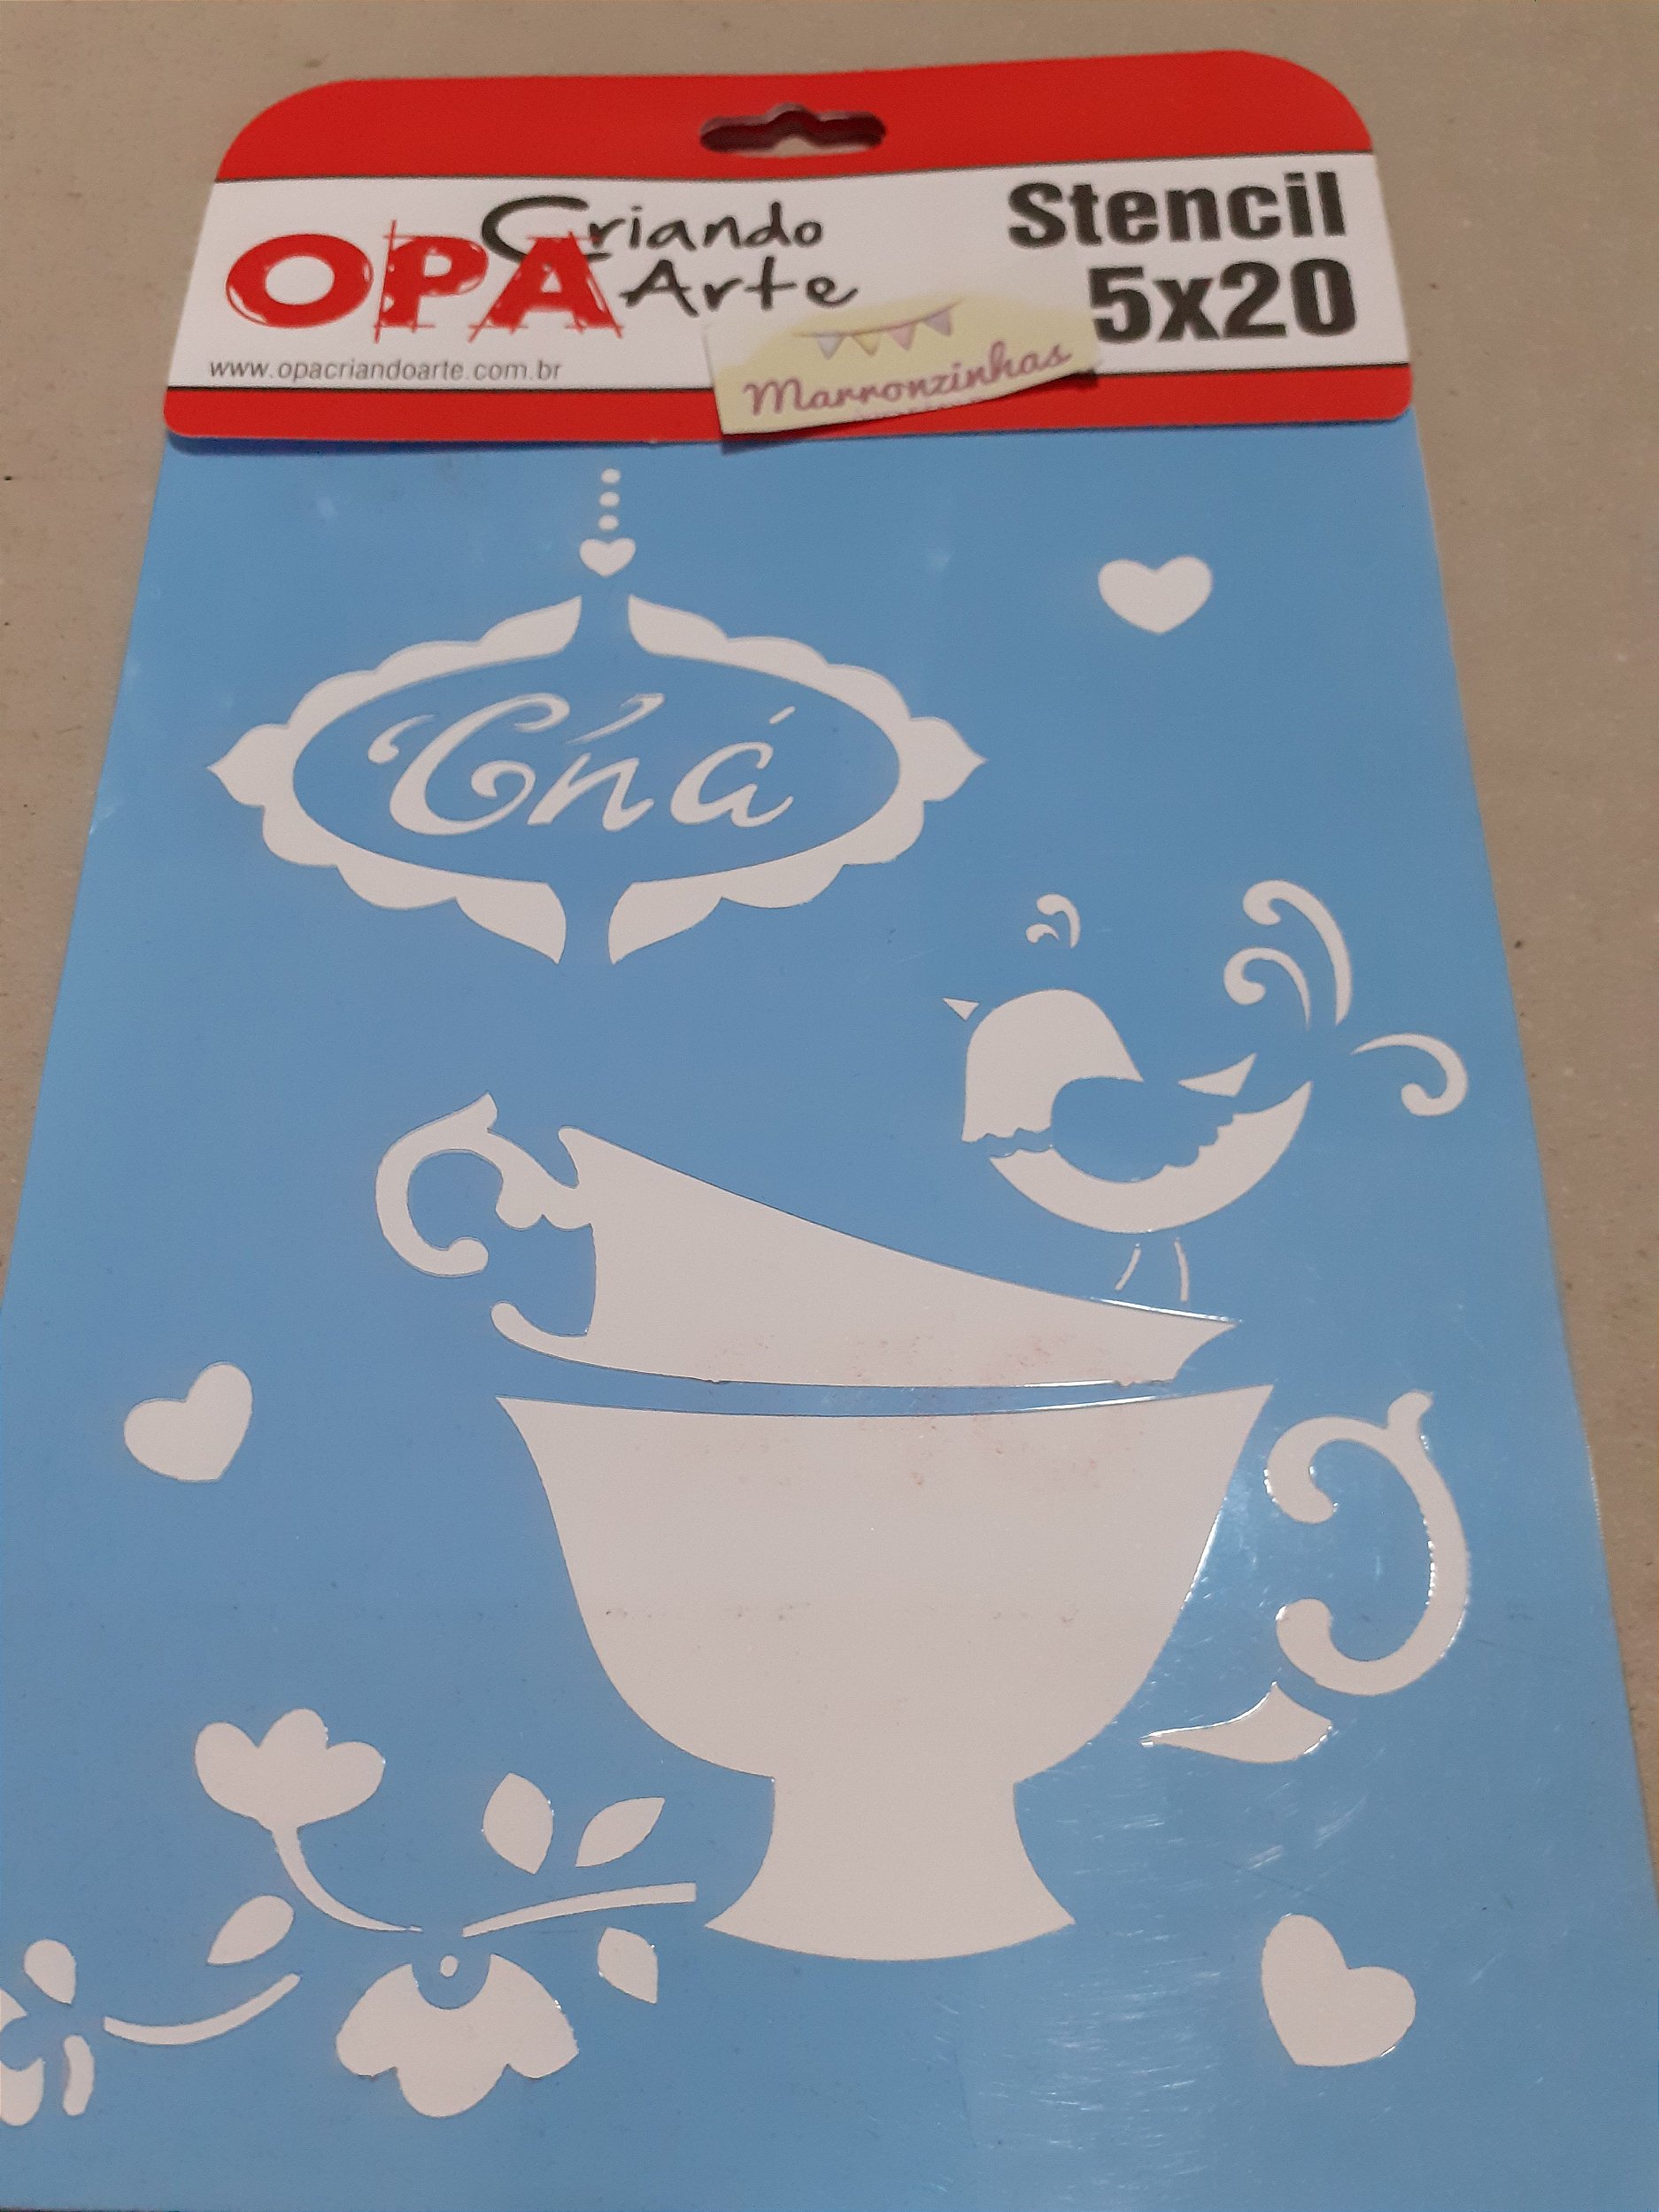 OPA Criando
Arte
Stencil
5x20
www.opacriandoarte.com.br
Marronzinhas
Chá